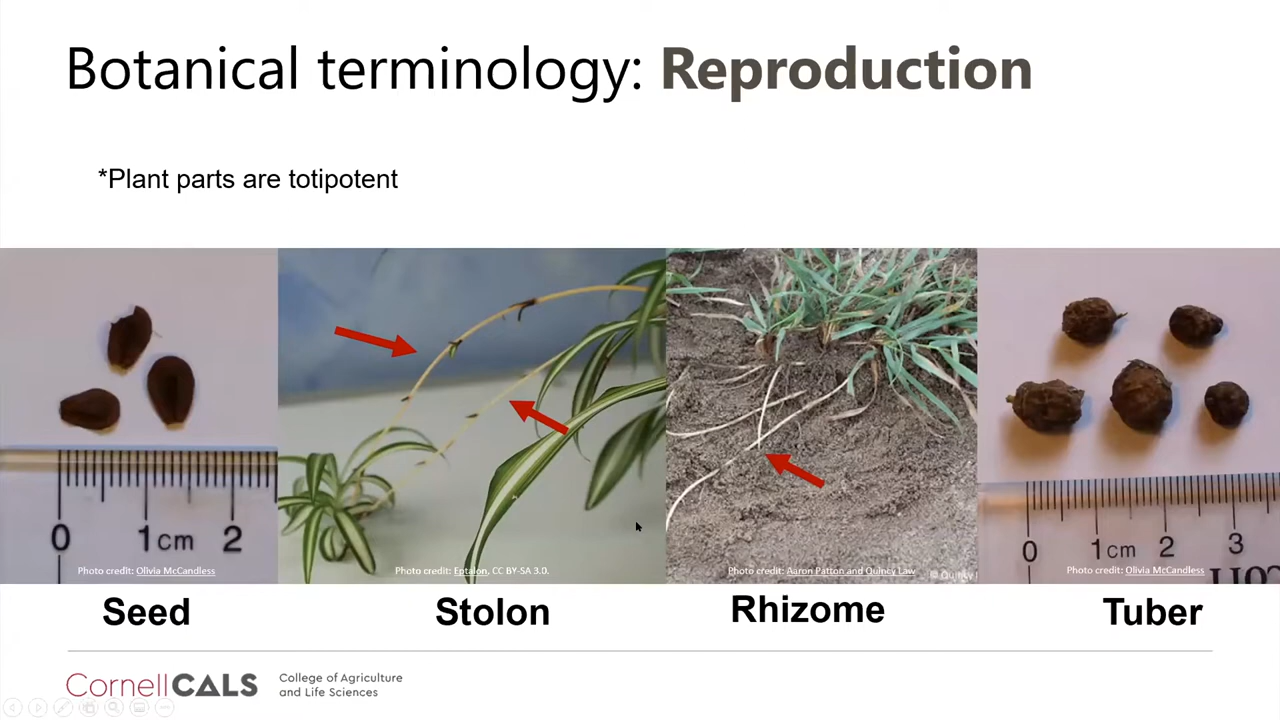 Botanical terminology: Reproduction
*Plant parts are totipotent
0 1cm 2
Photo credit: Olivia McCandless
Photo credit: Eptalon, CC BY-SA 3.0.
Photo credit: Aaron Patton and Quincy Law
0 1cm 2 3
Photo credit: Olivia McCandless
Seed
Stolon
Rhizome
Tuber
CornellCALS
College of Agriculture
and Life Sciences